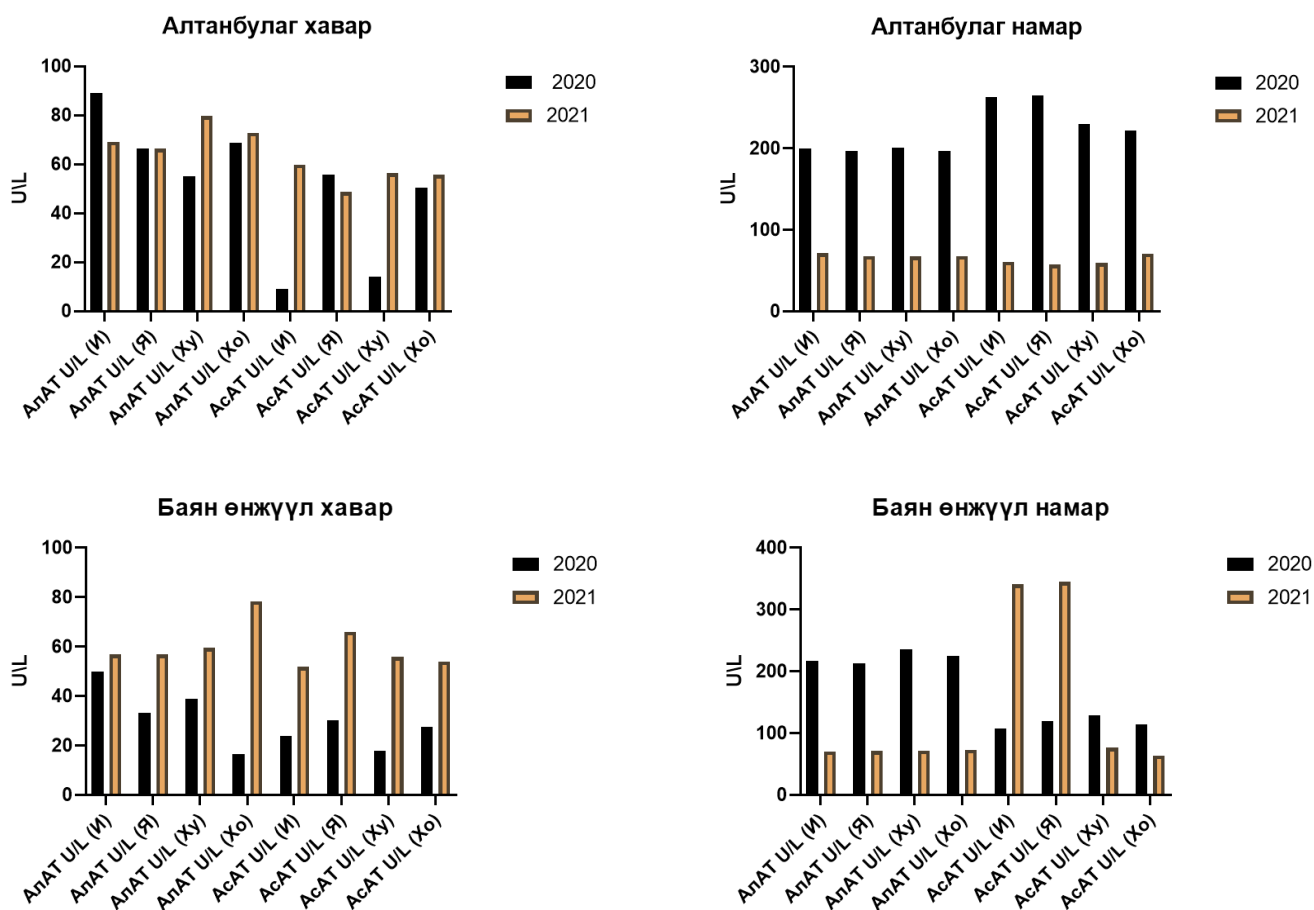 Алтанбулаг хавар
100
80
60
40
20
0
U\L
2020
2021
АлАТ U/L (И)
АлАТ U/L (Я)
АлАТ U/L (Ху)
АлАТ U/L (Хо)
АсАТ U/L (И)
АсАТ U/L (Я)
АсАТ U/L (Ху)
АсАТ U/L (Хо)
Алтанбулаг намар
300
200
100
0
U\L
2020
2021
АлАТ U/L (И)
АлАТ U/L (Я)
АлАТ U/L (Ху)
АлАТ U/L (Хо)
АсАТ U/L (И)
АсАТ U/L (Я)
АсАТ U/L (Ху)
АсАТ U/L (Хо)
Баян өнжүүл хавар
100
80
60
40
20
0
U\L
2020
2021
АлАТ U/L (И)
АлАТ U/L (Я)
АлАТ U/L (Ху)
АлАТ U/L (Хо)
АсАТ U/L (И)
АсАТ U/L (Я)
АсАТ U/L (Ху)
АсАТ U/L (Хо)
Баян өнжүүл намар
400
300
200
100
0
U\L
2020
2021
АлАТ U/L (И)
АлАТ U/L (Я)
АлАТ U/L (Ху)
АлАТ U/L (Хо)
АсАТ U/L (И)
АсАТ U/L (Я)
АсАТ U/L (Ху)
АсАТ U/L (Хо)